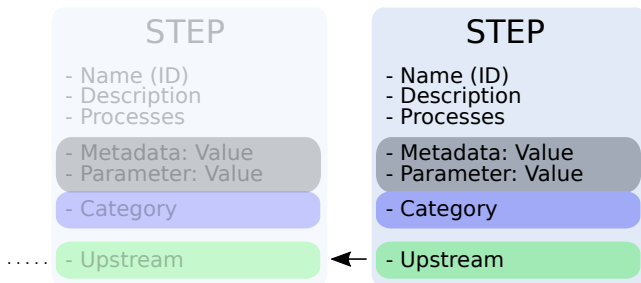 STEP
- Name (ID)
- Description
- Processes
- Metadata: Value
- Parameter: Value
- Category
..... - Upstream
STEP
- Name (ID)
- Description
- Processes
- Metadata: Value
- Parameter: Value
- Category
- Upstream